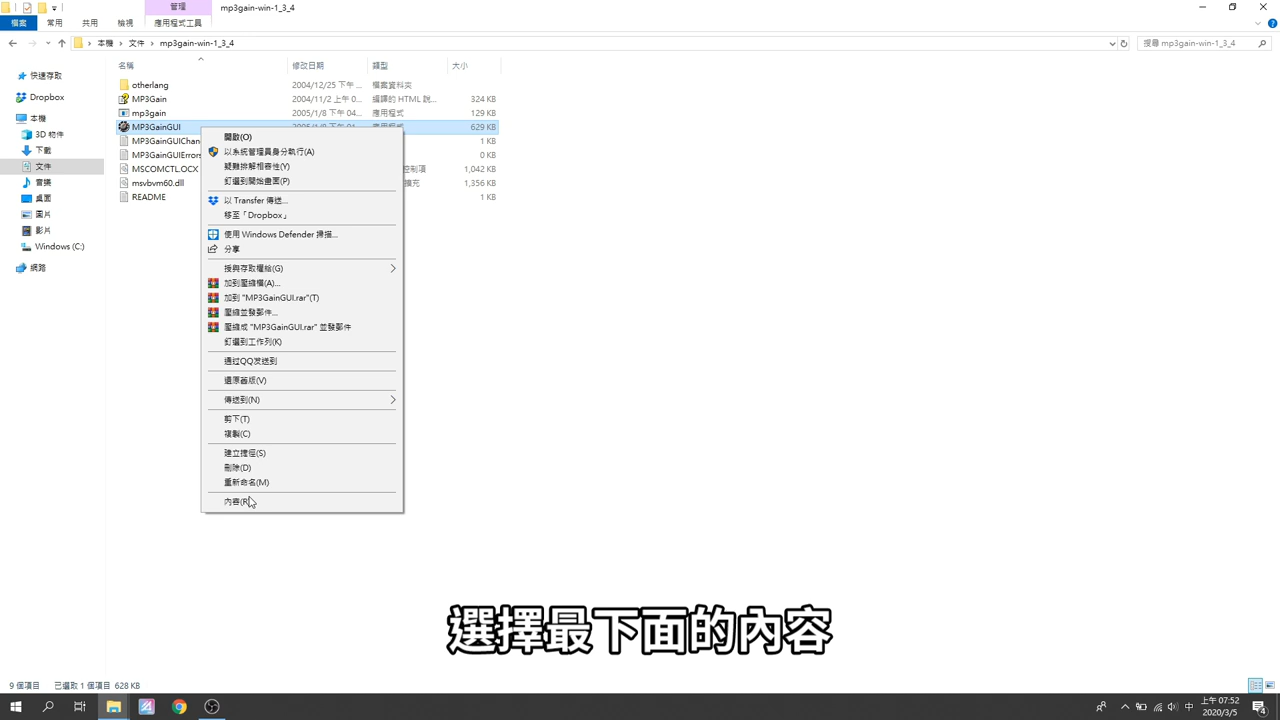 管理
mp3gain-win-1_3_4
檔案
常用
共用
檢視
應用程式工具
本機 › 文件 › mp3gain-win-1_3_4
搜尋 mp3gain-win-1_3_4
名稱
修改日期
類型
大小
快速存取
Dropbox
本機
3D 物件
下載
文件
音樂
桌面
圖片
影片
Windows (C:)
網路
otherlang
2004/12/25 下午 ...
檔案資料夾
MP3Gain
2004/11/2 上午 0...
編譯的 HTML 說...
324 KB
mp3gain
2005/1/8 下午 04...
應用程式
129 KB
MP3GainGUI
629 KB
MP3GainGUIChan
1 KB
MP3GainGUIErrors
0 KB
MSCOMCTL.OCX
控制項
1,042 KB
msvbvm60.dll
擴充
1,356 KB
README
1 KB
開啟(O)
以系統管理員身分執行(A)
疑難排解相容性(Y)
釘選到開始畫面(P)
以 Transfer 傳送...
移至「Dropbox」
使用 Windows Defender 掃描...
分享
授與存取權給(G)
加到壓縮檔(A)...
加到 "MP3GainGUI.rar"(T)
壓縮並發郵件...
壓縮成 "MP3GainGUI.rar" 並發郵件
釘選到工作列(K)
通过QQ发送到
還原舊版(V)
傳送到(N)
剪下(T)
複製(C)
建立捷徑(S)
刪除(D)
重新命名(M)
內容(R)
選擇最下面的內容
9 個項目
已選取 1 個項目 628 KB
中
上午 07:52
2020/3/5
4